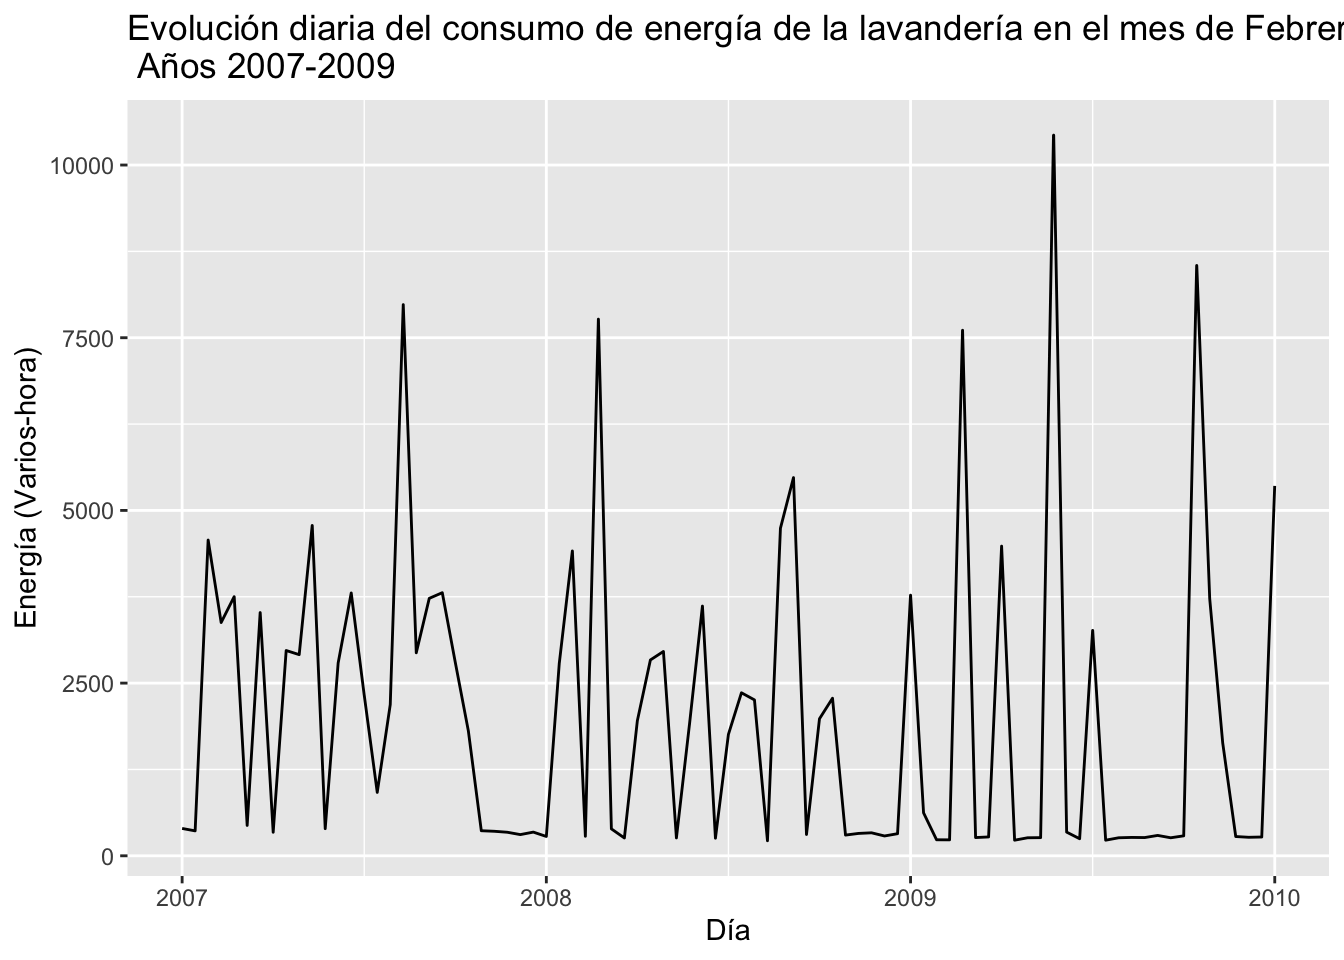 Evolución diaria del consumo de energía de la lavandería en el mes de Febrer
Años 2007-2009
10000
7500
5000
2500
0
Energía (Varios-hora)
2007 2008 2009 2010
Día